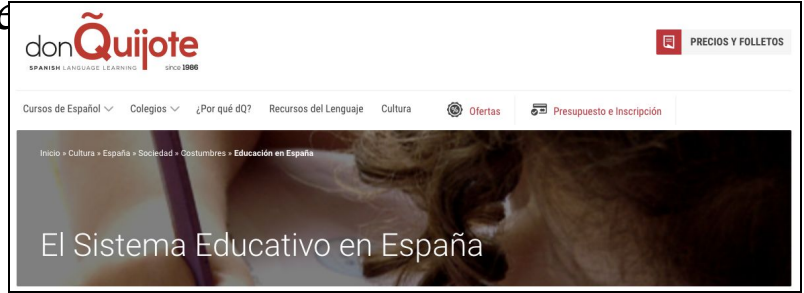 donQuijote
SPANISH LANGUAGE LEARNING since 1986
PRECIOS Y FOLLETOS
Cursos de Español Colegios ¿Por qué dQ? Recursos del Lenguaje Cultura Ofertas Presupuesto e Inscripción
Inicio » Cultura » España » Sociedad » Costumbres » Educación en España
El Sistema Educativo en España